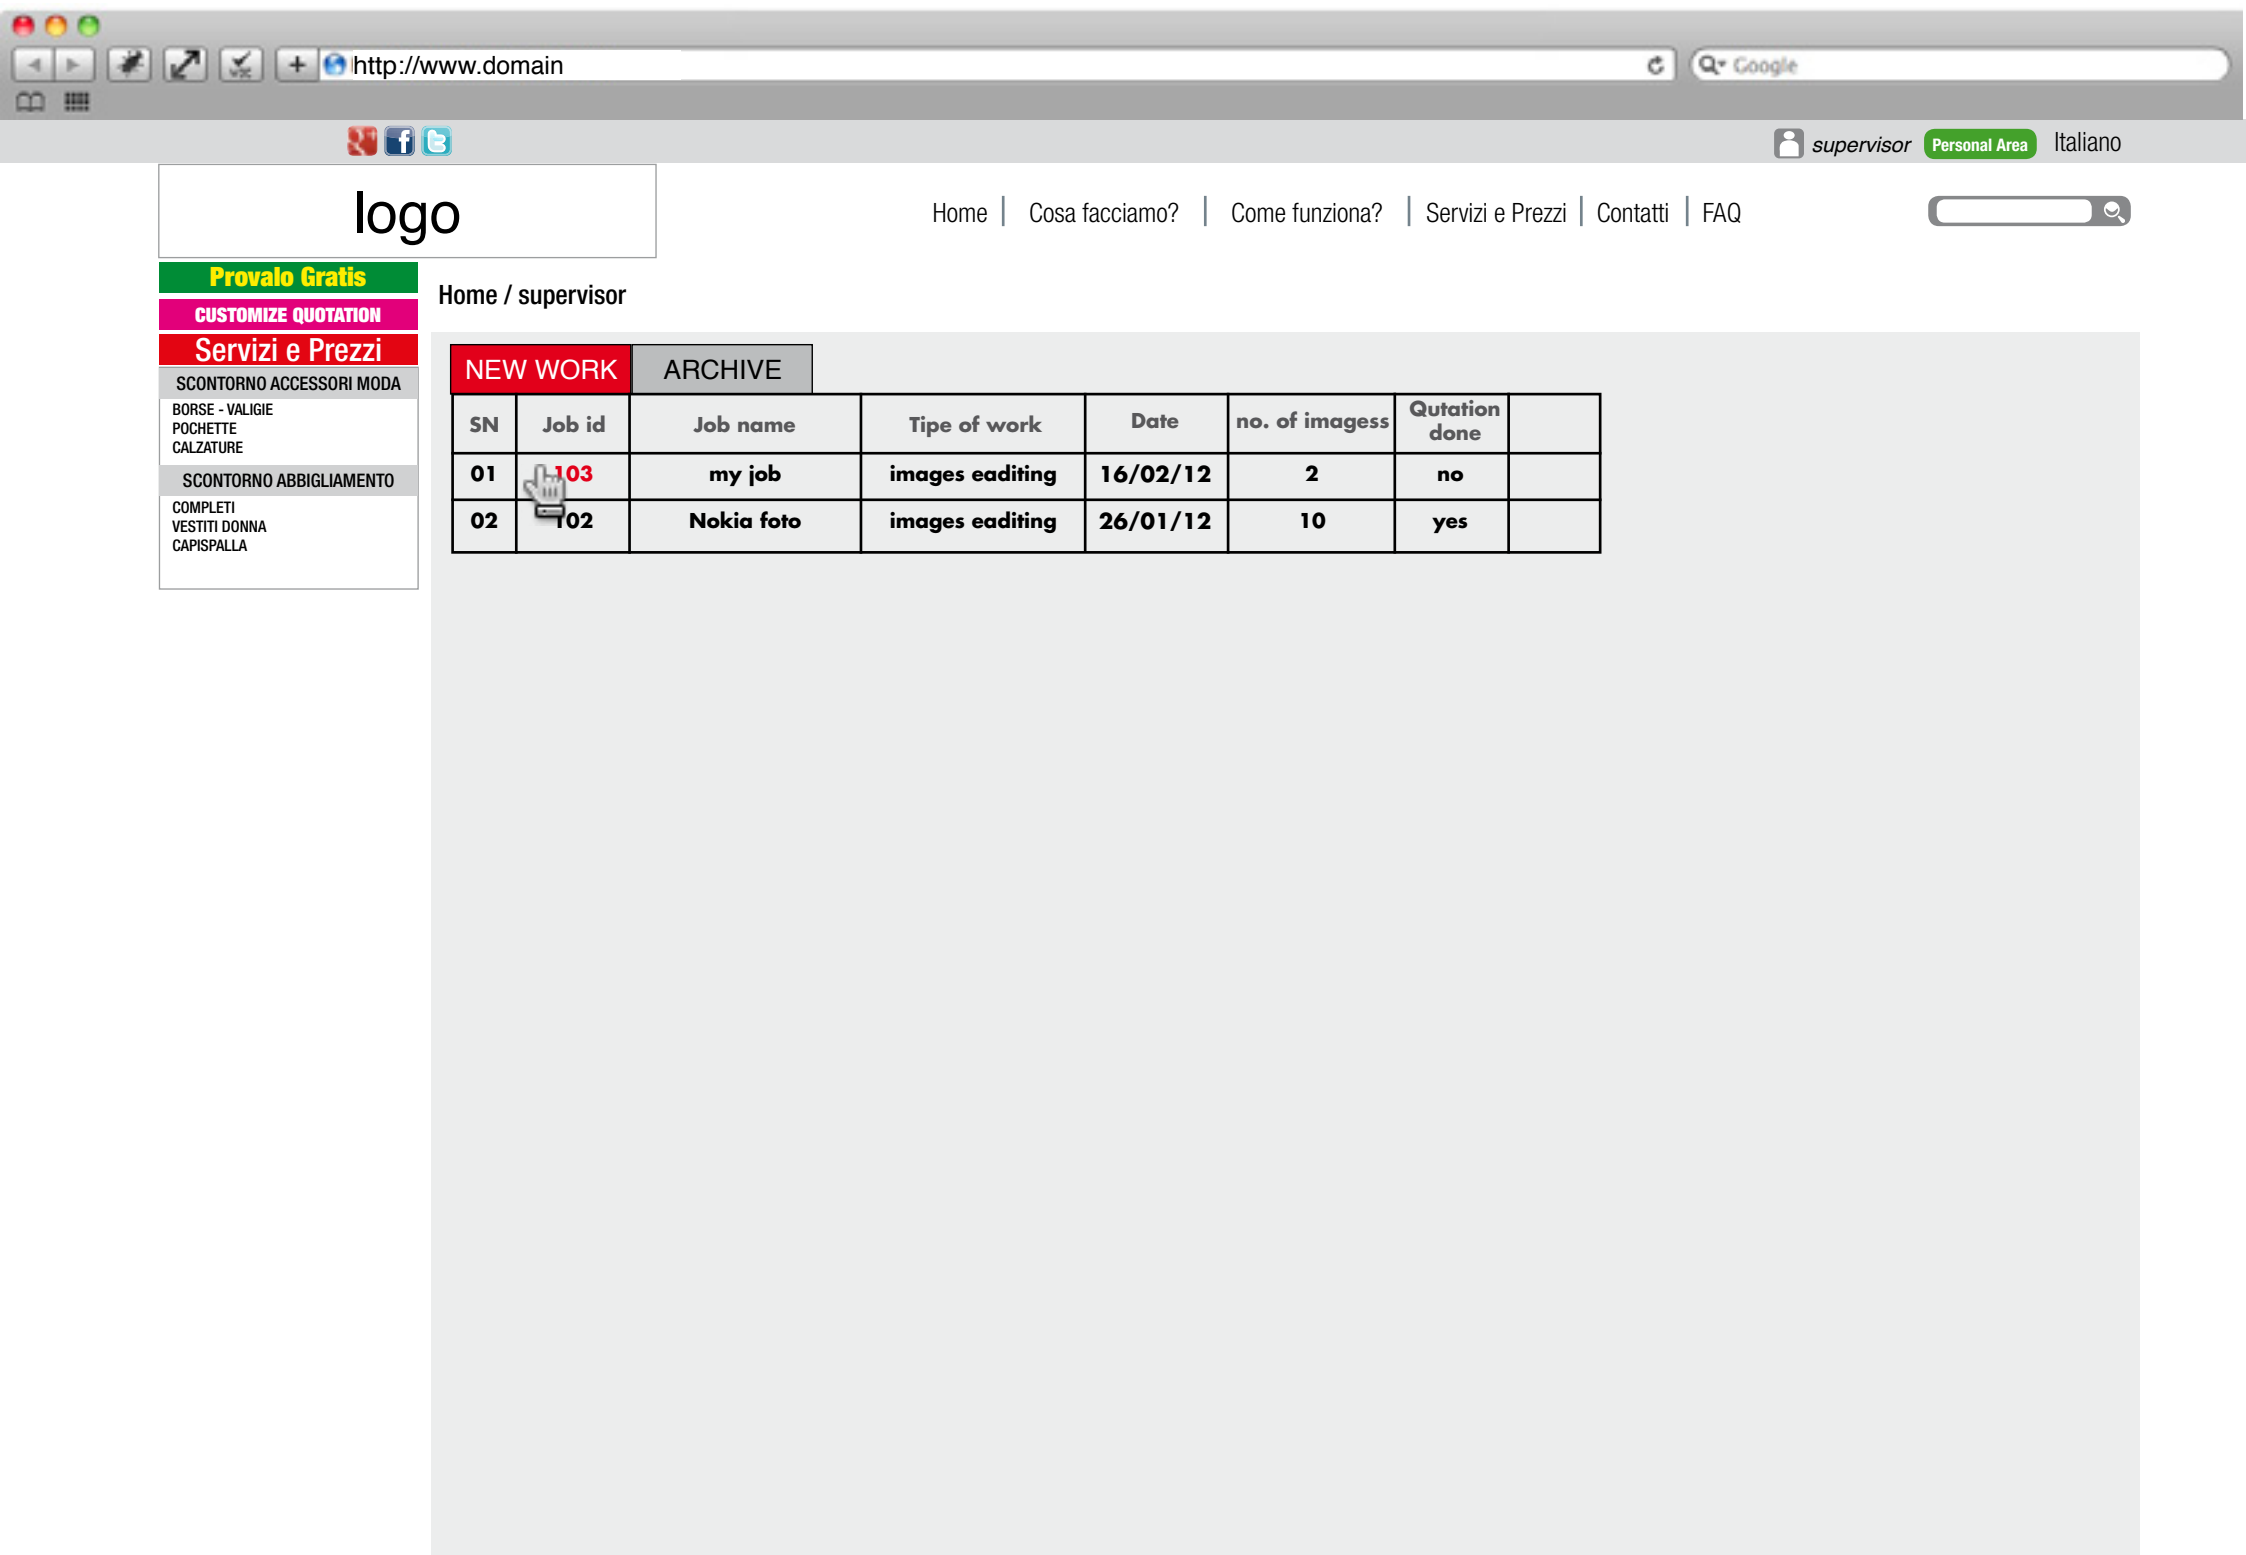 http://www.domain
Google
supervisor Personal Area Italiano
logo
Home Cosa facciamo? Come funziona? Servizi e Prezzi Contatti FAQ
Provalo Gratis
CUSTOMIZE QUOTATION
Servizi e Prezzi
SCONTORNO ACCESSORI MODA
BORSE - VALIGIE
POCHETTE
CALZATURE
SCONTORNO ABBIGLIAMENTO
COMPLETI
VESTITI DONNA
CAPISPALLA
Home / supervisor
NEW WORK ARCHIVE
SN Job id Job name Tipe of work Date no. of imagess Qutation done
01 103 my job images eaditing 16/02/12 2 no
02 102 Nokia foto images eaditing 26/01/12 10 yes